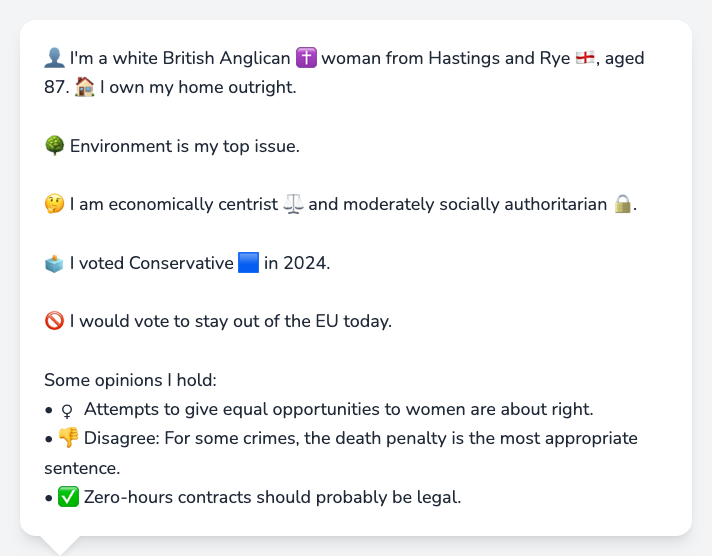 👤 I'm a white British Anglican ✝️ woman from Hastings and Rye 🏴󠁧󠁢󠁥󠁮󠁧󠁿, aged
87. 🏠 I own my home outright.
🌳 Environment is my top issue.
🤔 I am economically centrist ⚖️ and moderately socially authoritarian 🔒.
🗳️ I voted Conservative 🟦 in 2024.
🚫 I would vote to stay out of the EU today.
Some opinions I hold:
• ♀ Attempts to give equal opportunities to women are about right.
• 👎 Disagree: For some crimes, the death penalty is the most appropriate
sentence.
• ✅ Zero-hours contracts should probably be legal.